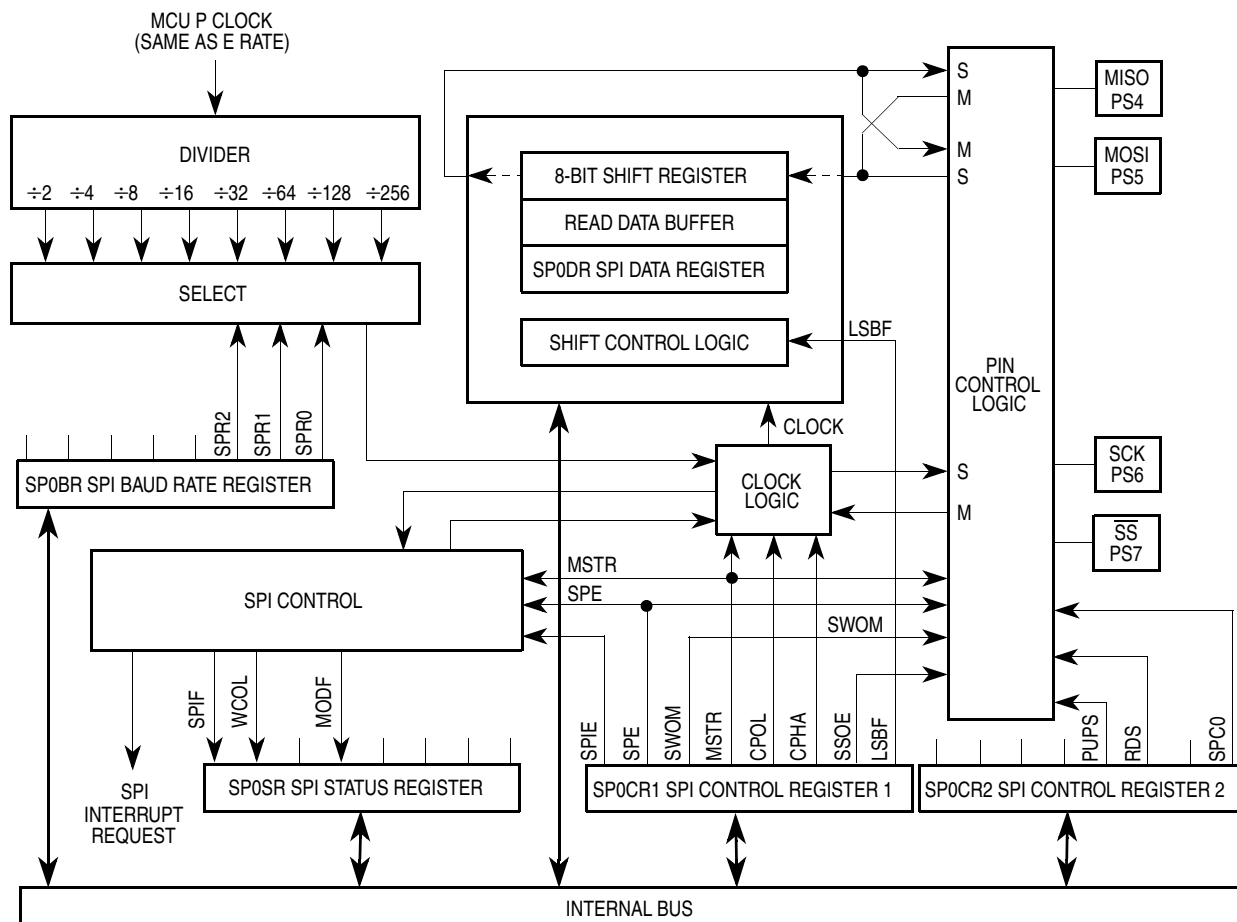 MCU P CLOCK
(SAME AS E RATE)
DIVIDER
÷2 ÷4 ÷8 ÷16 ÷32 ÷64 ÷128 ÷256
SELECT
SPR2
SPR1
SPR0
SP0BR SPI BAUD RATE REGISTER
8-BIT SHIFT REGISTER
READ DATA BUFFER
SP0DR SPI DATA REGISTER
SHIFT CONTROL LOGIC
LSBF
CLOCK
CLOCK
LOGIC
S
M
M
S
PIN
CONTROL
LOGIC
S
M
MISO
PS4
MOSI
PS5
SCK
PS6
SS
PS7
SPI CONTROL
MSTR
SPE
SWOM
SPIF
WCOL
MODF
SPI
INTERRUPT
REQUEST
SP0SR SPI STATUS REGISTER
SPIE
SPE
SWOM
MSTR
CPOL
CPHA
SSOE
LSBF
SP0CR1 SPI CONTROL REGISTER 1
PUPS
RDS
SPC0
SP0CR2 SPI CONTROL REGISTER 2
INTERNAL BUS